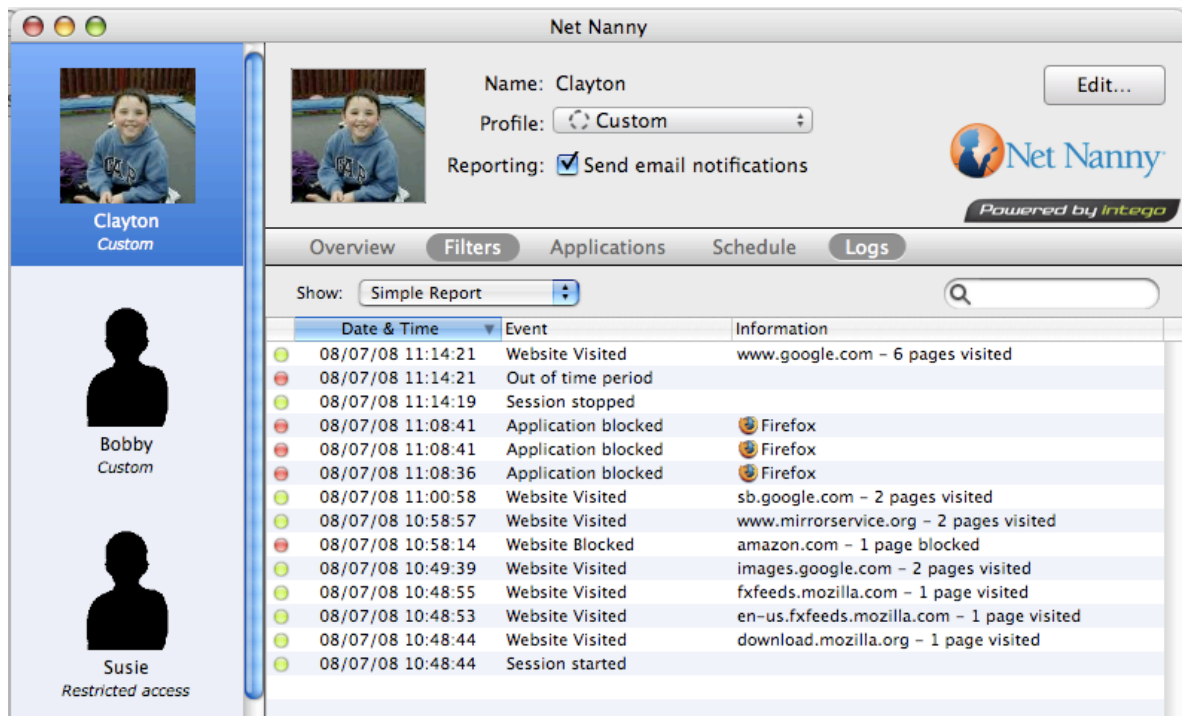 Net Nanny
Clayton
Custom
Bobby
Custom
Susie
Restricted access
Name: Clayton
Profile: Custom
Reporting: Send email notifications
Edit...
Net Nanny
Powered by intego
Overview Filters Applications Schedule Logs
Show: Simple Report
Date & Time Event Information
08/07/08 11:14:21 Website Visited www.google.com – 6 pages visited
08/07/08 11:14:21 Out of time period
08/07/08 11:14:19 Session stopped
08/07/08 11:08:41 Application blocked Firefox
08/07/08 11:08:41 Application blocked Firefox
08/07/08 11:08:36 Application blocked Firefox
08/07/08 11:00:58 Website Visited sb.google.com – 2 pages visited
08/07/08 10:58:57 Website Visited www.mirrorservice.org – 2 pages visited
08/07/08 10:58:14 Website Blocked amazon.com – 1 page blocked
08/07/08 10:49:39 Website Visited images.google.com – 2 pages visited
08/07/08 10:48:55 Website Visited fxfeeds.mozilla.com – 1 page visited
08/07/08 10:48:53 Website Visited en-us.fxfeeds.mozilla.com – 1 page visited
08/07/08 10:48:44 Website Visited download.mozilla.org – 1 page visited
08/07/08 10:48:44 Session started